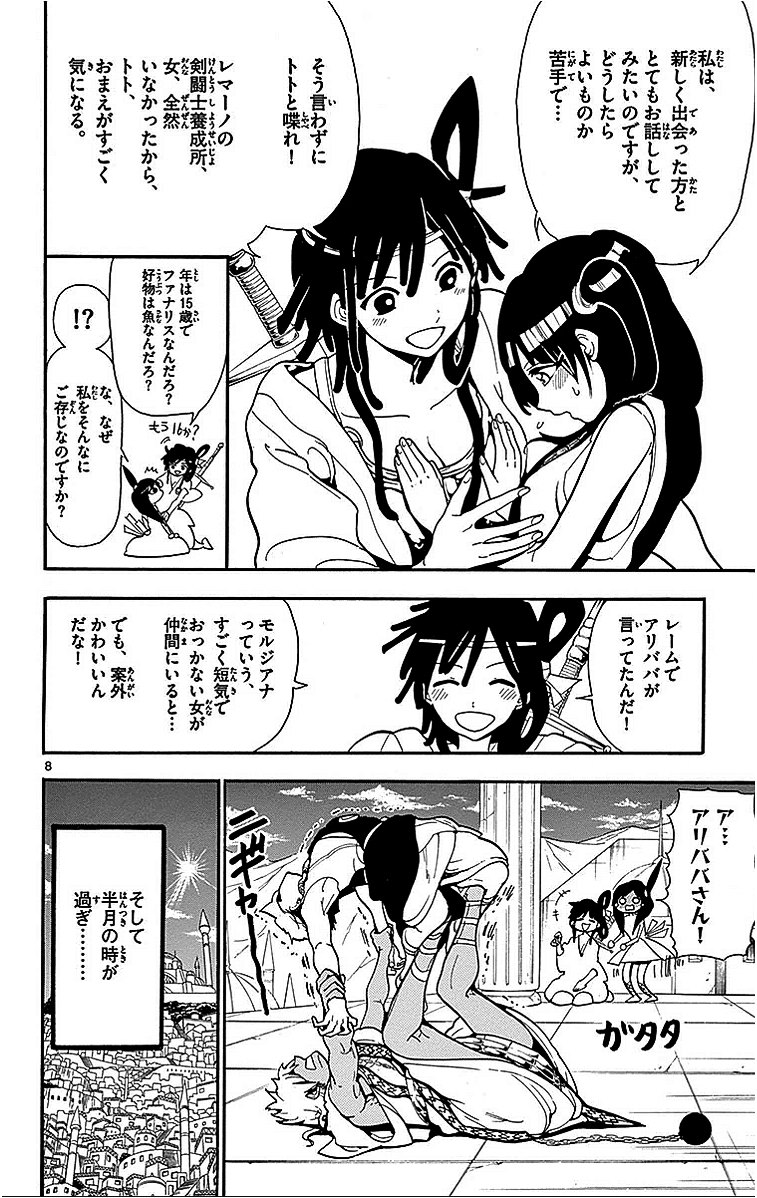 私は、
新しく出会った方と
とてもお話しして
みたいのですが、
どうしたら
よいものか
苦手で…
そう言わずに
トトと喋れ!
レマーノの
剣闘士養成所、
女、全然
いなかったから、
トト、
おまえがすごく
気になる。
年は15歳で
ファナリスなんだろ?
好物は魚なんだろ?
もう16か?
!?
な、なぜ
私をそんなに
ご存じなのですか?
レームで
アリババが
言ってたんだ!
モルジアナ
っていう、
すごく短気で
おっかない女が
仲間にいると…
でも、案外
かわいいん
だな!
8
ア…
アリババさん!
ニギャー
ガタタ
そして
半月の時が
過ぎ………